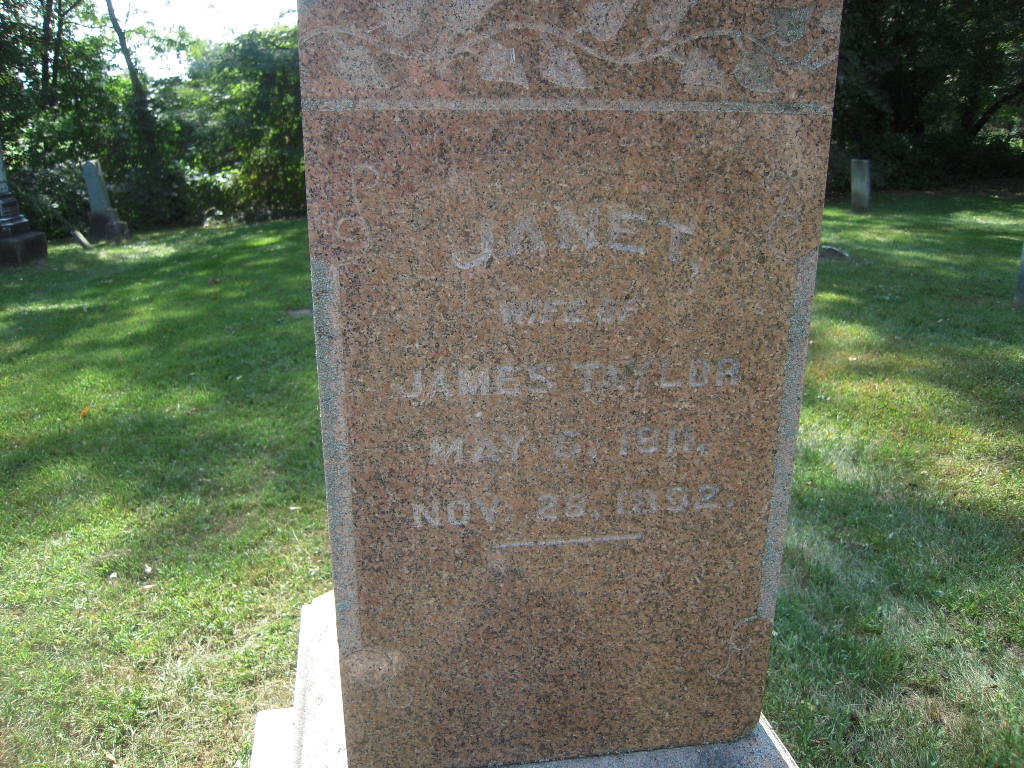 JANET,
WIFE OF
JAMES TAYLOR
MAY 6, 1811.
NOV. 28, 1892.